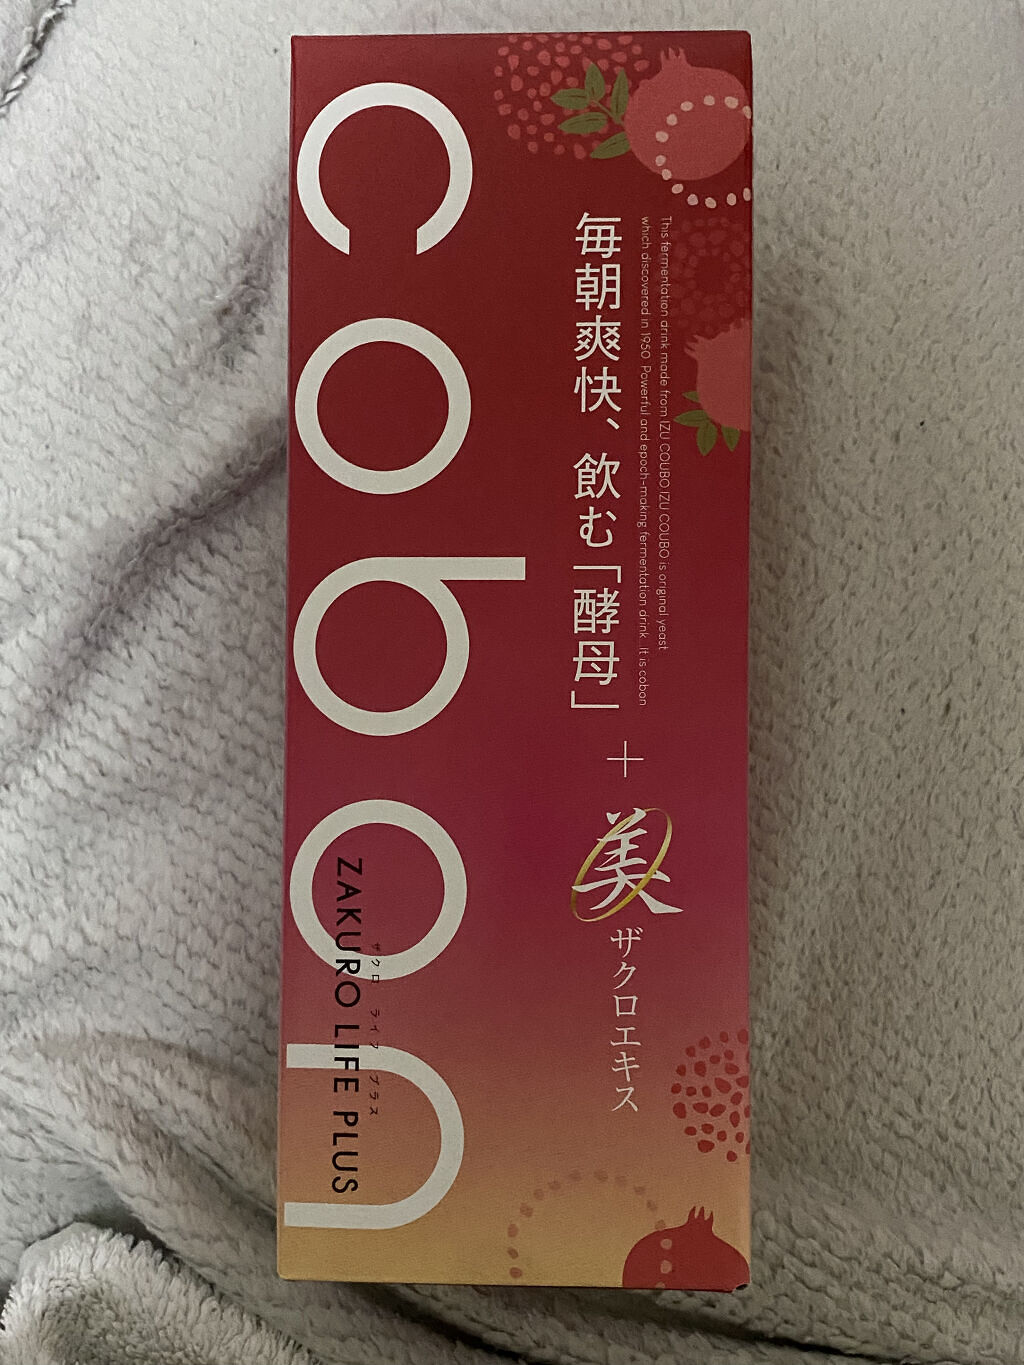 This fermentation drink made from IZU COUBO.IZU COUBO is original yeast
which discovered in 1950. Powerful and epoch-making fermentation drink...It is coban
毎朝爽快、飲む「酵母」
+
美
ザクロエキス
cobon
ザクロ ライフ プラス
ZAKURO LIFE PLUS